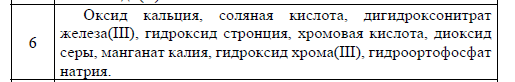 6
Оксид кальция, соляная кислота, дигидроксонитрат
железа(III), гидроксид стронция, хромовая кислота, диоксид
серы, манганат калия, гидроксид хрома(III), гидроортофосфат
натрия.